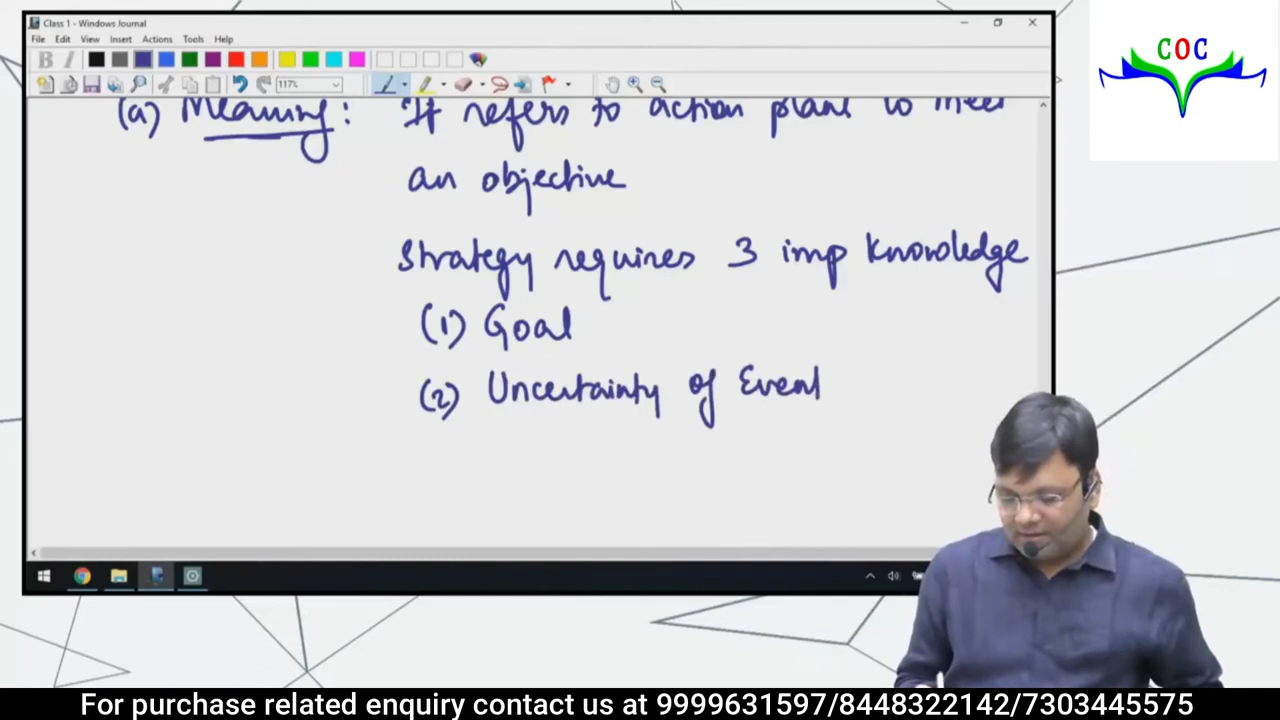 Class 1 - Windows Journal
File Edit View Insert Actions Tools Help
B I
117%
(a) Meaning : It refers to action plans to meet
an objective
Strategy requires 3 imp knowledge
(1) Goal
(2) Uncertainty of Event
COC
For purchase related enquiry contact us at 9999631597/8448322142/7303445575